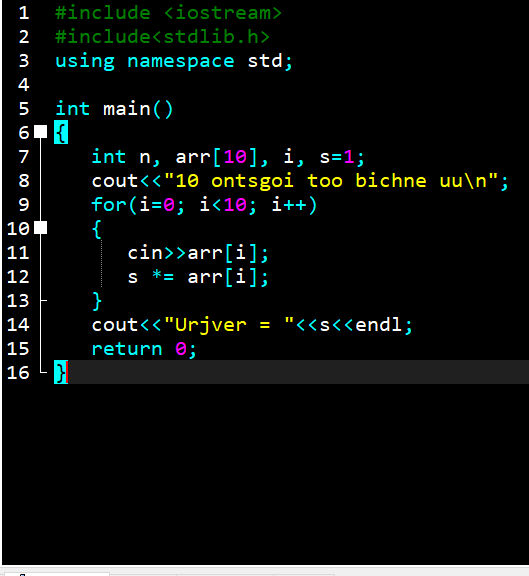 1 #include <iostream>
2 #include<stdlib.h>
3 using namespace std;
4
5 int main()
6 {
7 int n, arr[10], i, s=1;
8 cout<<"10 ontsgoi too bichne uu\n";
9 for(i=0; i<10; i++)
10 {
11 cin>>arr[i];
12 s *= arr[i];
13 }
14 cout<<"Urjver = "<<s<<endl;
15 return 0;
16 }